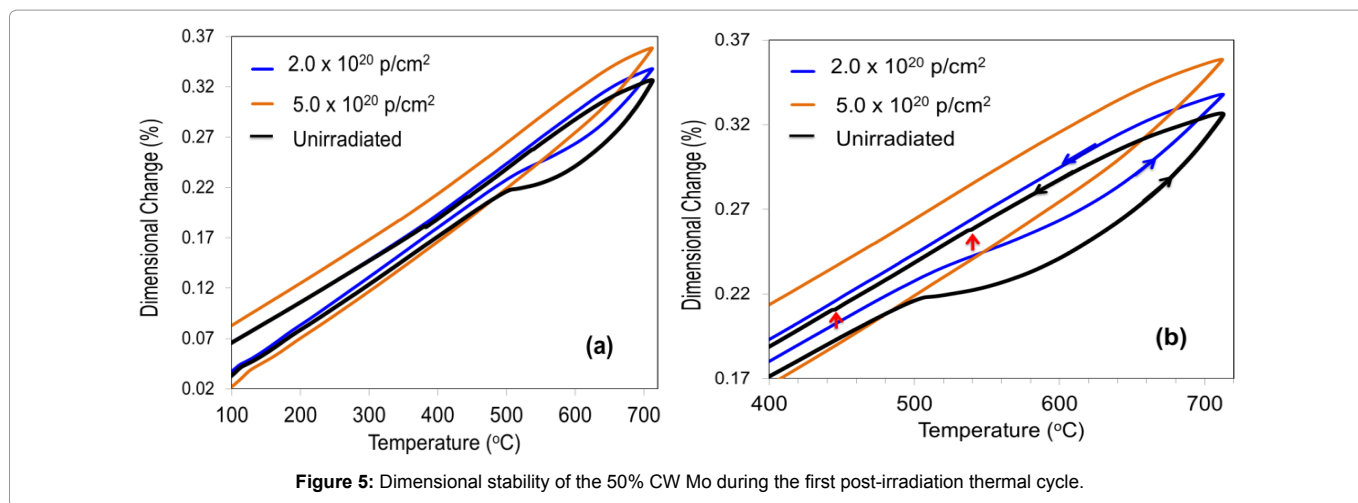 0.37
0.32
0.27
0.22
0.17
0.12
0.07
0.02
Dimensional Change (%)
2.0 x 10²⁰ p/cm²
5.0 x 10²⁰ p/cm²
Unirradiated
(a)
100 200 300 400 500 600 700
Temperature (ᵒC)
0.37
0.32
0.27
0.22
0.17
Dimensional Change (%)
2.0 x 10²⁰ p/cm²
5.0 x 10²⁰ p/cm²
Unirradiated
(b)
400 500 600 700
Temperature (ᵒC)
Figure 5: Dimensional stability of the 50% CW Mo during the first post-irradiation thermal cycle.